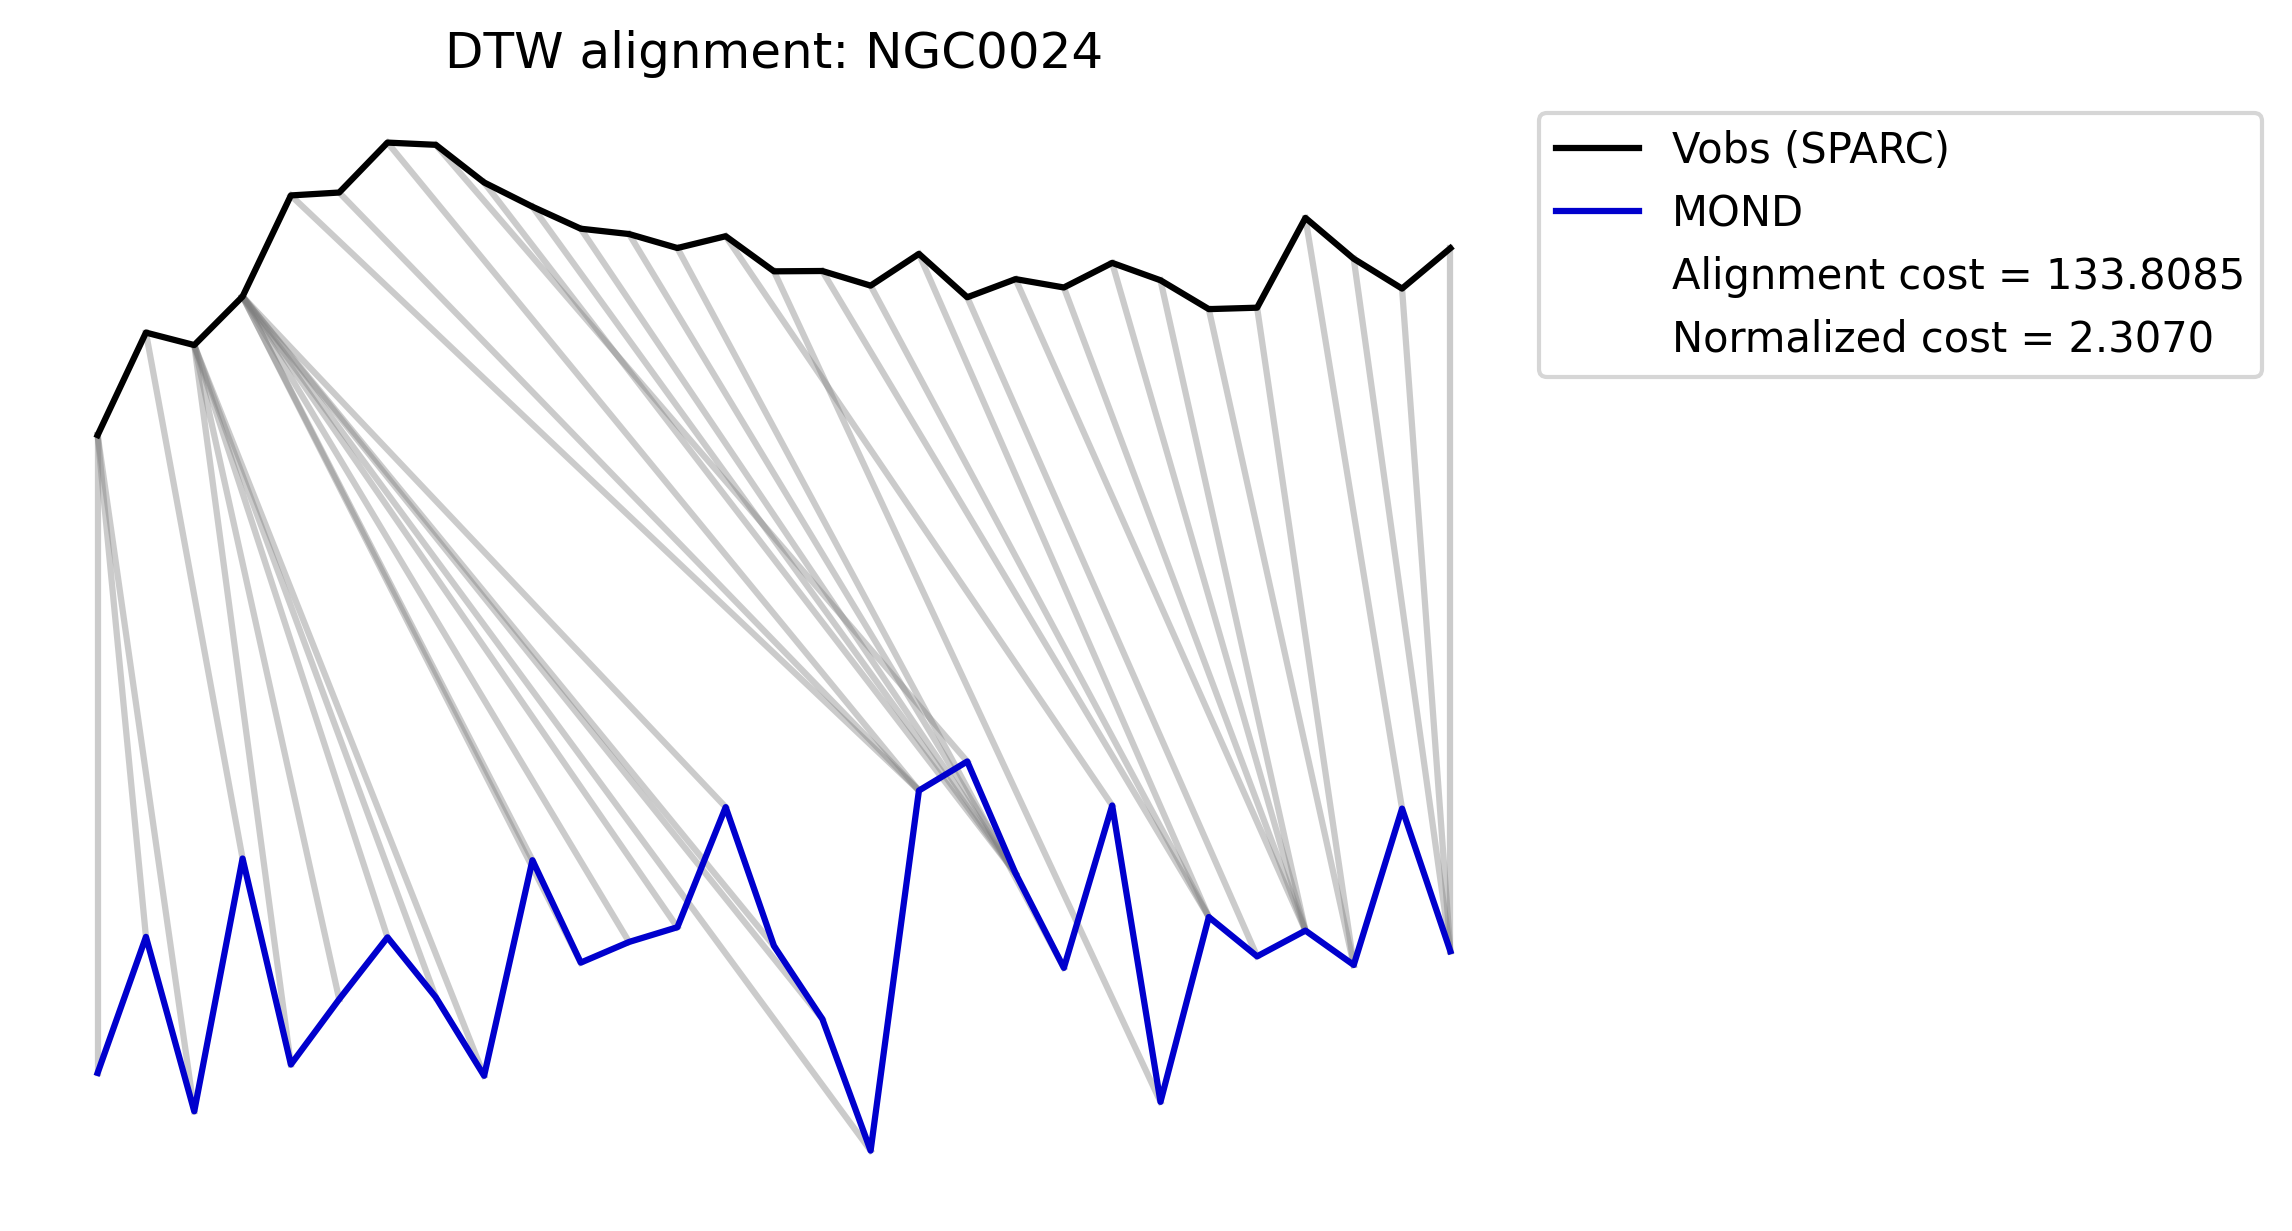 DTW alignment: NGC0024
Vobs (SPARC)
MOND
Alignment cost = 133.8085
Normalized cost = 2.3070